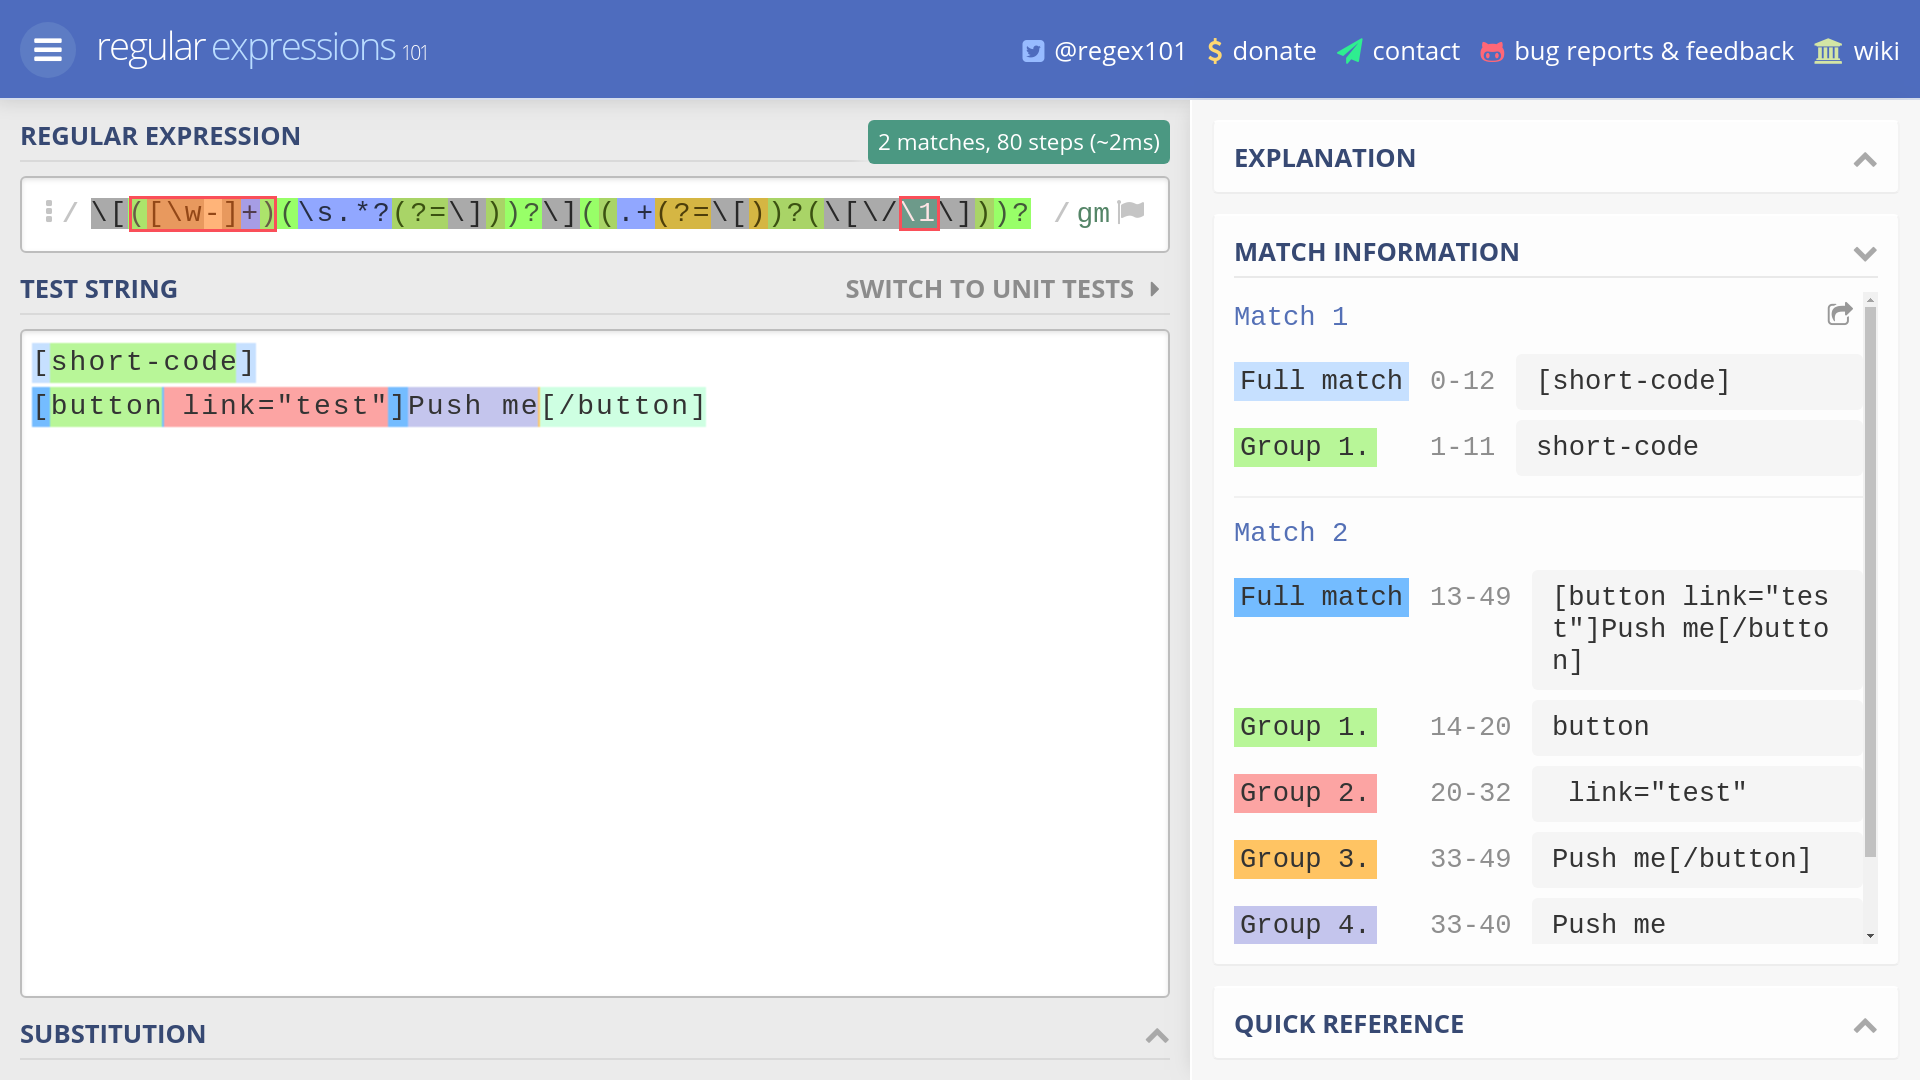 regular expressions 101
@regex101 donate contact bug reports & feedback wiki
REGULAR EXPRESSION
2 matches, 80 steps (~2ms)
/ \[([\w-]+)(\s.*?(?=\]))?\]((.+(?=\[))?(\[\/\1\]))? / gm
TEST STRING
SWITCH TO UNIT TESTS
[short-code]
[button link="test"]Push me[/button]
SUBSTITUTION
EXPLANATION
MATCH INFORMATION
Match 1
Full match 0-12 [short-code]
Group 1. 1-11 short-code
Match 2
Full match 13-49 [button link="tes
t"]Push me[/butto
n]
Group 1. 14-20 button
Group 2. 20-32 link="test"
Group 3. 33-49 Push me[/button]
Group 4. 33-40 Push me
QUICK REFERENCE